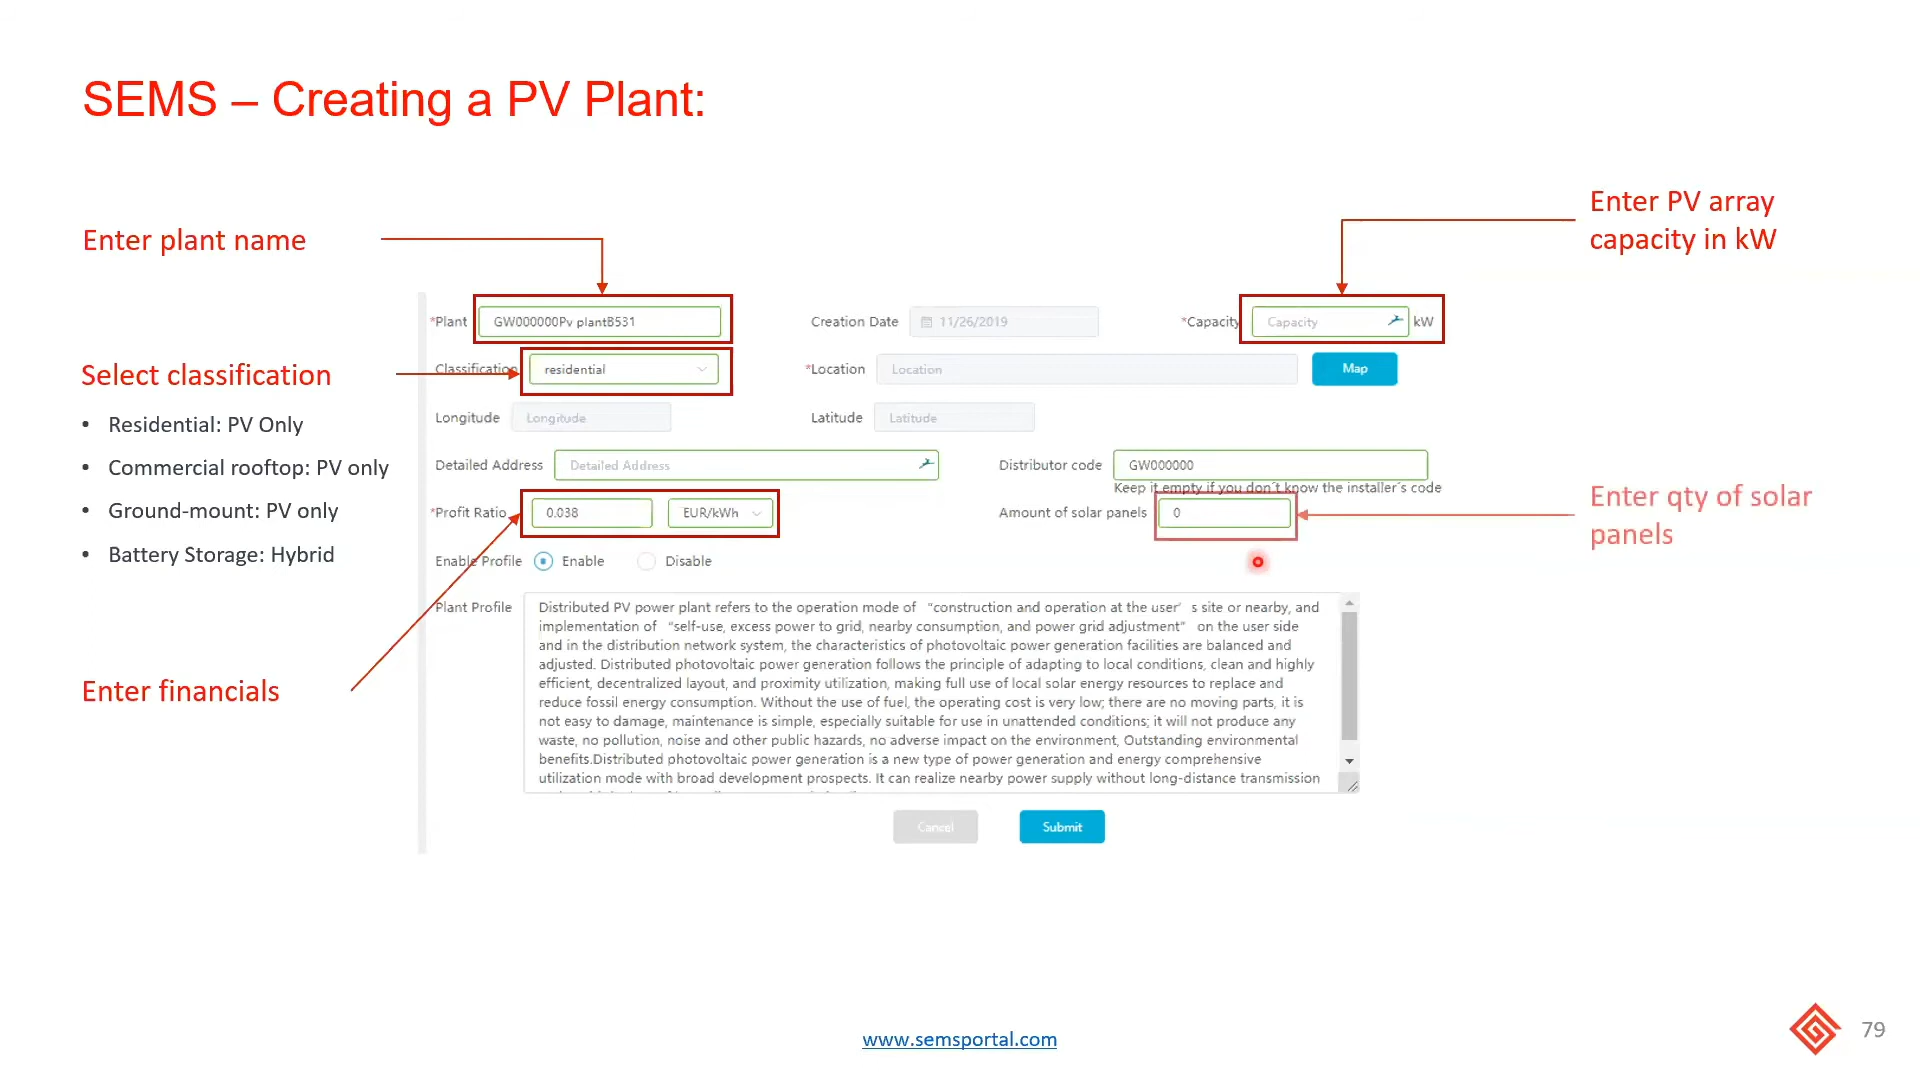 SEMS – Creating a PV Plant:
Enter plant name
Enter PV array
capacity in kW
*Plant GW000000Pv plantB531 Creation Date 11/26/2019 *Capacity Capacity kW
Select classification
Classification residential *Location Location Map
• Residential: PV Only
• Commercial rooftop: PV only
• Ground-mount: PV only
• Battery Storage: Hybrid
Longitude Longitude Latitude Latitude
Detailed Address Detailed Address Distributor code GW000000
Keep it empty if you don´t know the installer´s code
*Profit Ratio 0.038 EUR/kWh Amount of solar panels 0
Enter qty of solar
panels
Enable Profile Enable Disable
Enter financials
Plant Profile Distributed PV power plant refers to the operation mode of “construction and operation at the user’ s site or nearby, and
implementation of “self-use, excess power to grid, nearby consumption, and power grid adjustment” on the user side
and in the distribution network system, the characteristics of photovoltaic power generation facilities are balanced and
adjusted. Distributed photovoltaic power generation follows the principle of adapting to local conditions, clean and highly
efficient, decentralized layout, and proximity utilization, making full use of local solar energy resources to replace and
reduce fossil energy consumption. Without the use of fuel, the operating cost is very low; there are no moving parts, it is
not easy to damage, maintenance is simple, especially suitable for use in unattended conditions; it will not produce any
waste, no pollution, noise and other public hazards, no adverse impact on the environment, Outstanding environmental
benefits.Distributed photovoltaic power generation is a new type of power generation and energy comprehensive
utilization mode with broad development prospects. It can realize nearby power supply without long-distance transmission
Cancel Submit
www.semsportal.com
79